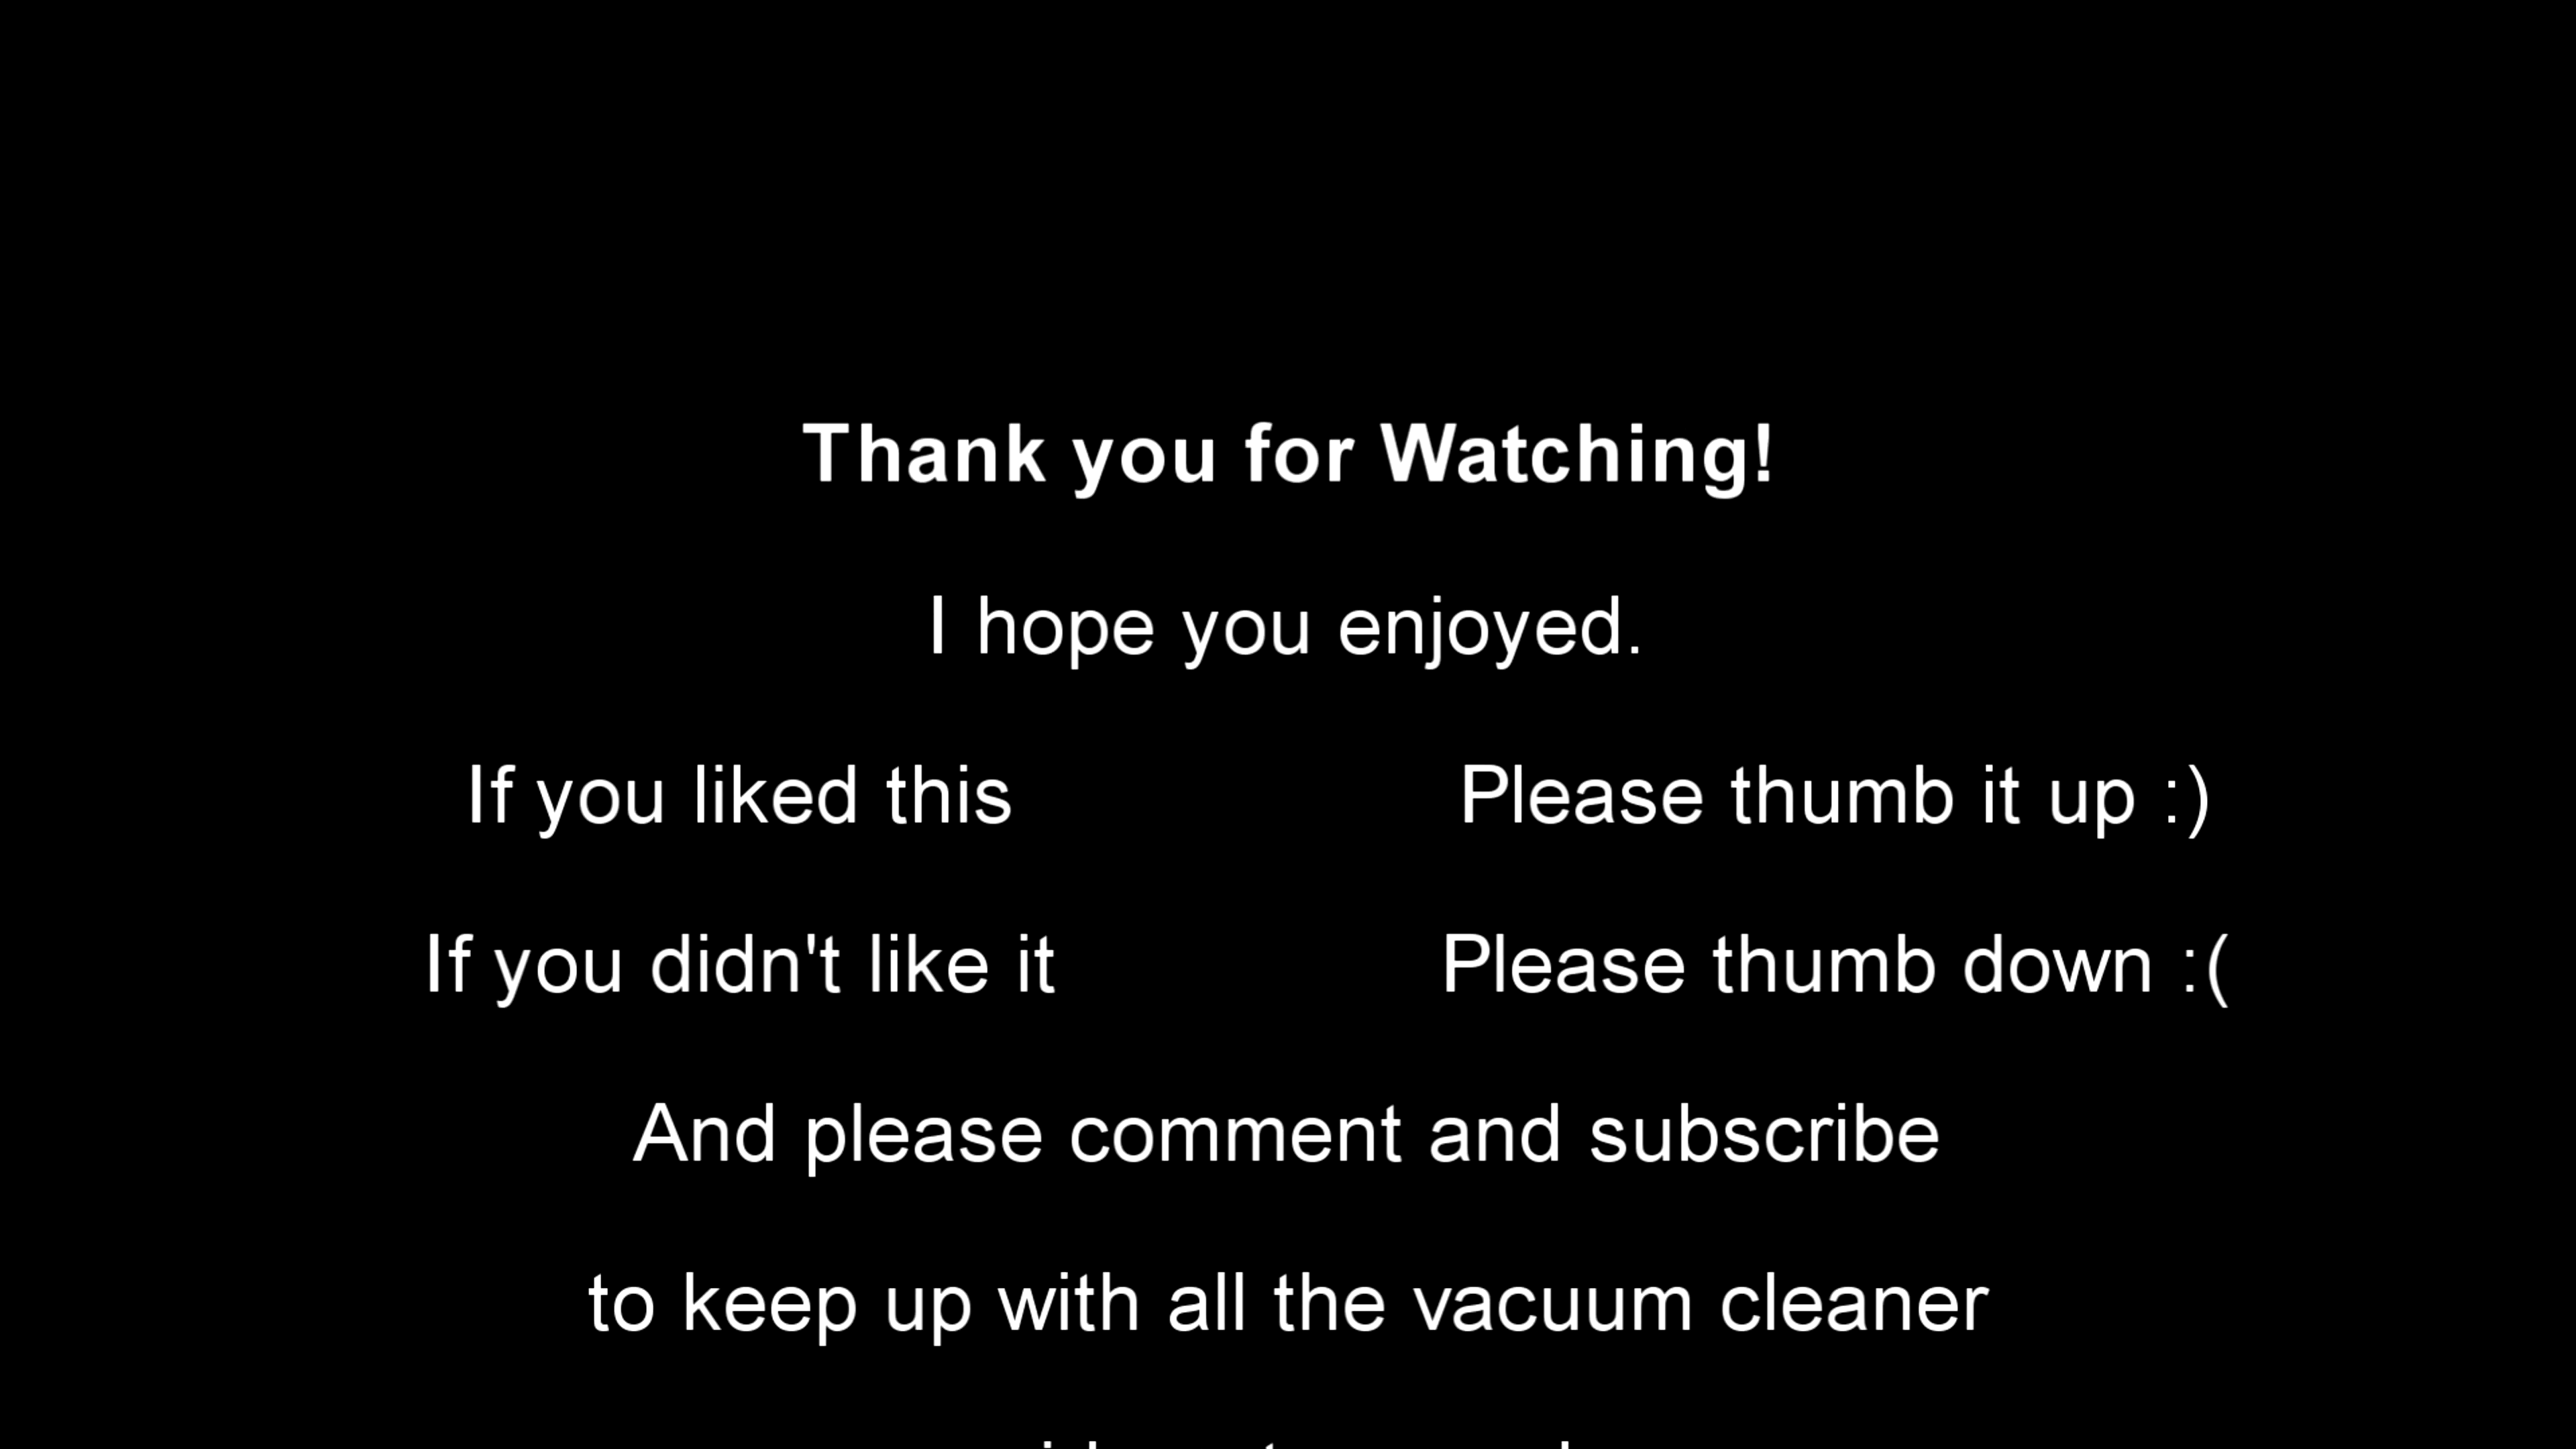 Thank you for Watching!
I hope you enjoyed.
If you liked this Please thumb it up :)
If you didn't like it Please thumb down :(
And please comment and subscribe
to keep up with all the vacuum cleaner